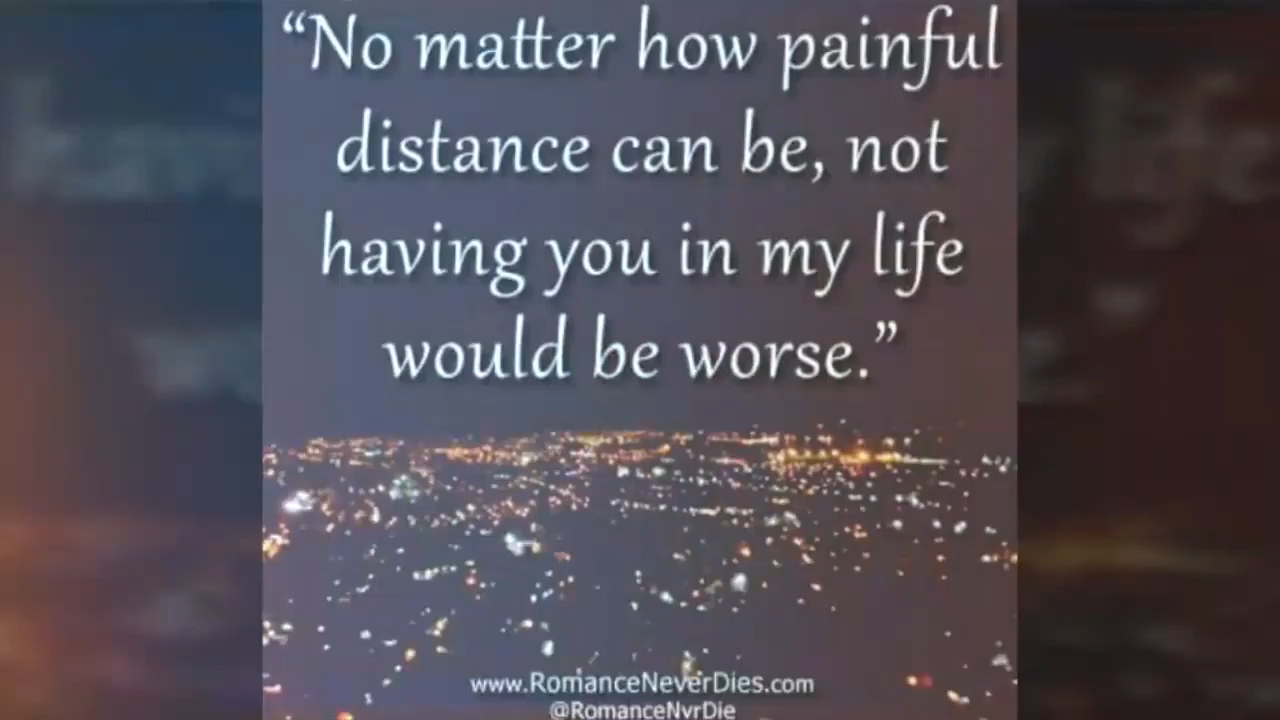 “No matter how painful
distance can be, not
having you in my life
would be worse.”
www.RomanceNeverDies.com
@RomanceNvrDie